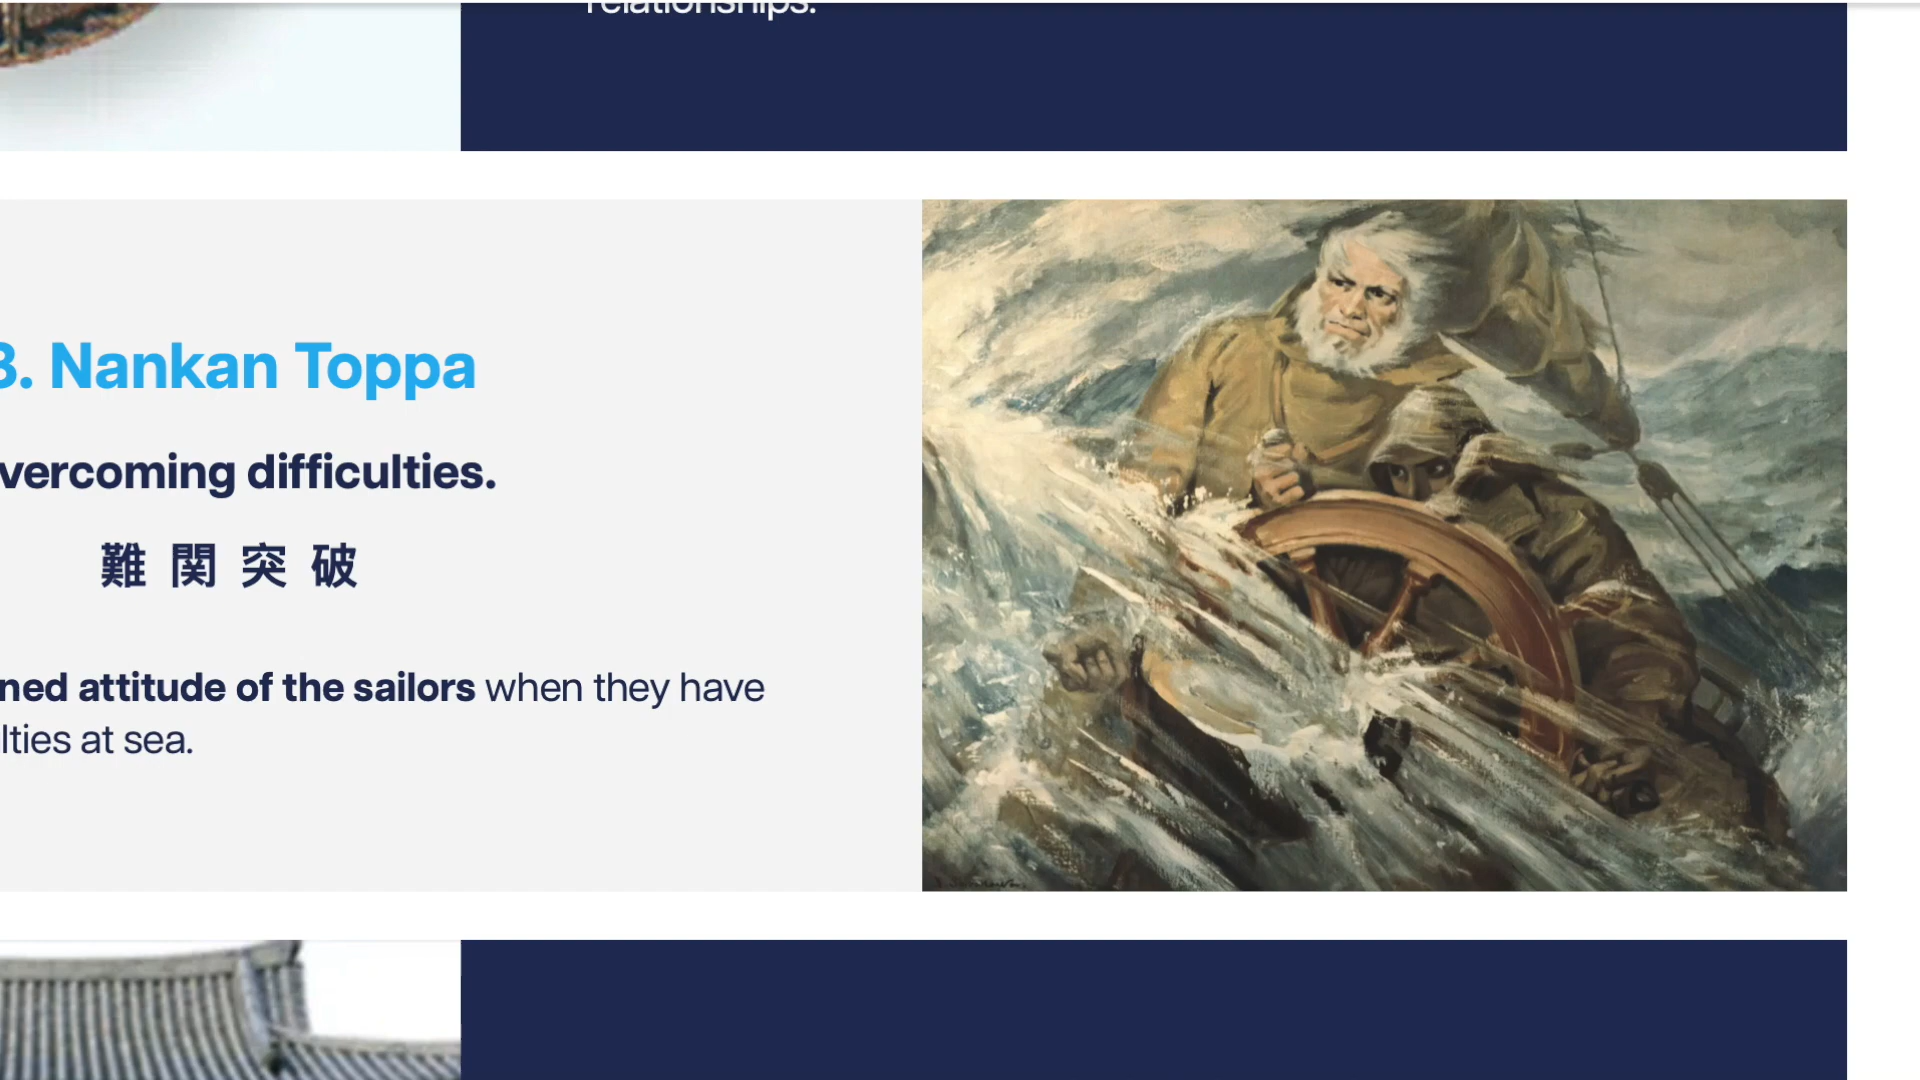 relationships.
3. Nankan Toppa
vercoming difficulties.
難関突破
ned attitude of the sailors when they have
lties at sea.